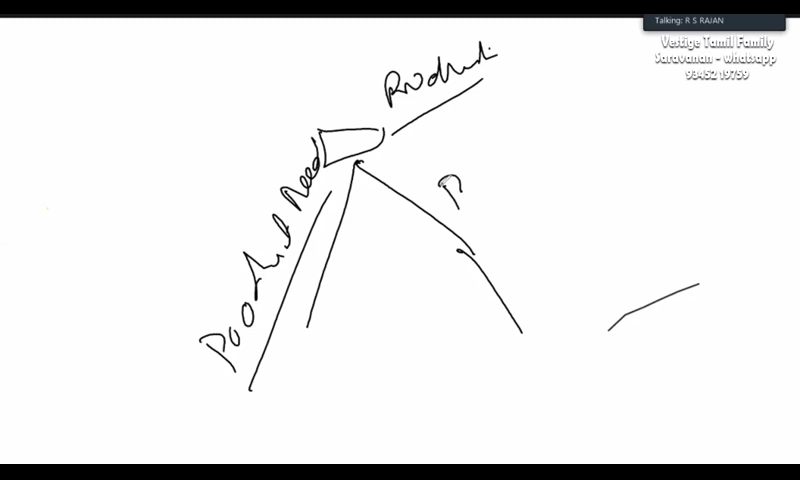 Talking: R S RAJAN
Vestige Tamil Family
Saravanan - whatsapp
93452 19759
Product
Product Need
P